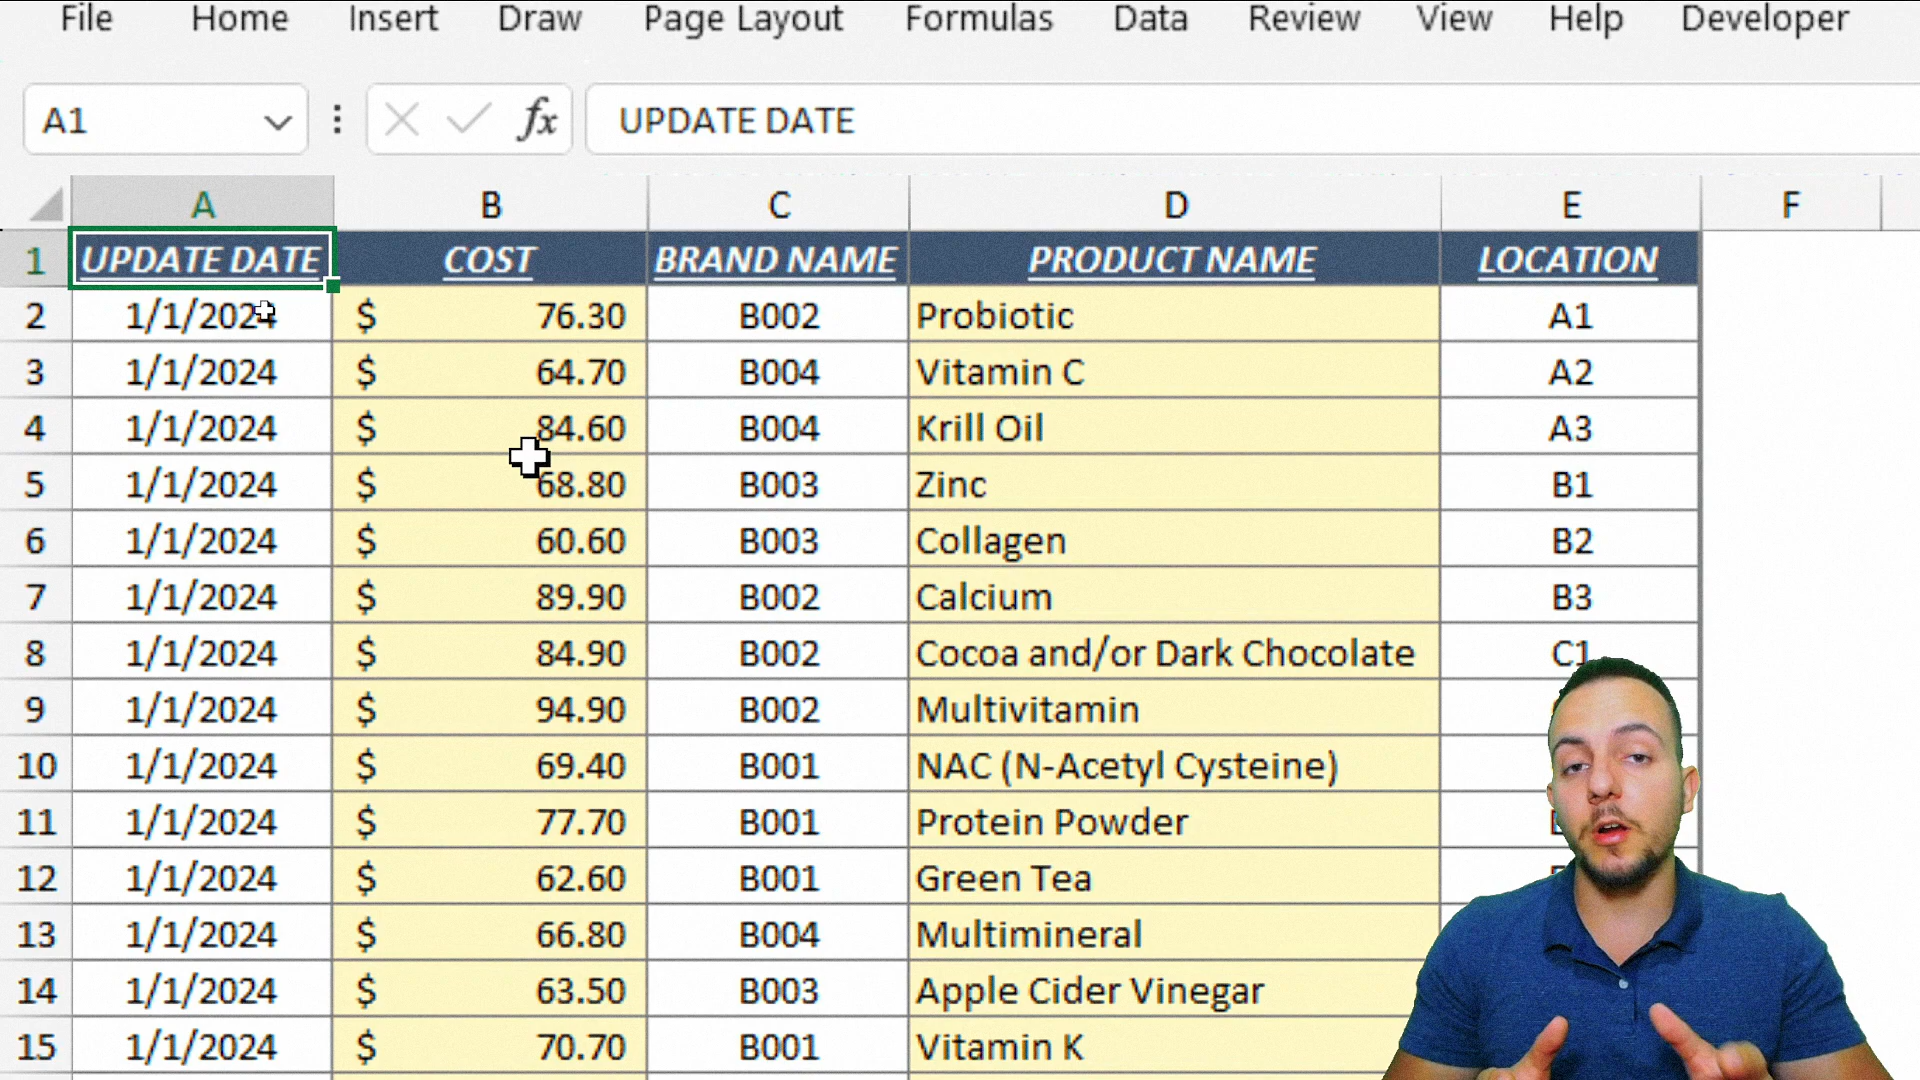 File Home Insert Draw Page Layout Formulas Data Review View Help Developer
A1 fx UPDATE DATE
A B C D E F
1 UPDATE DATE COST BRAND NAME PRODUCT NAME LOCATION
2 1/1/2024 $ 76.30 B002 Probiotic A1
3 1/1/2024 $ 64.70 B004 Vitamin C A2
4 1/1/2024 $ 84.60 B004 Krill Oil A3
5 1/1/2024 $ 68.80 B003 Zinc B1
6 1/1/2024 $ 60.60 B003 Collagen B2
7 1/1/2024 $ 89.90 B002 Calcium B3
8 1/1/2024 $ 84.90 B002 Cocoa and/or Dark Chocolate C1
9 1/1/2024 $ 94.90 B002 Multivitamin
10 1/1/2024 $ 69.40 B001 NAC (N-Acetyl Cysteine)
11 1/1/2024 $ 77.70 B001 Protein Powder
12 1/1/2024 $ 62.60 B001 Green Tea
13 1/1/2024 $ 66.80 B004 Multimineral
14 1/1/2024 $ 63.50 B003 Apple Cider Vinegar
15 1/1/2024 $ 70.70 B001 Vitamin K